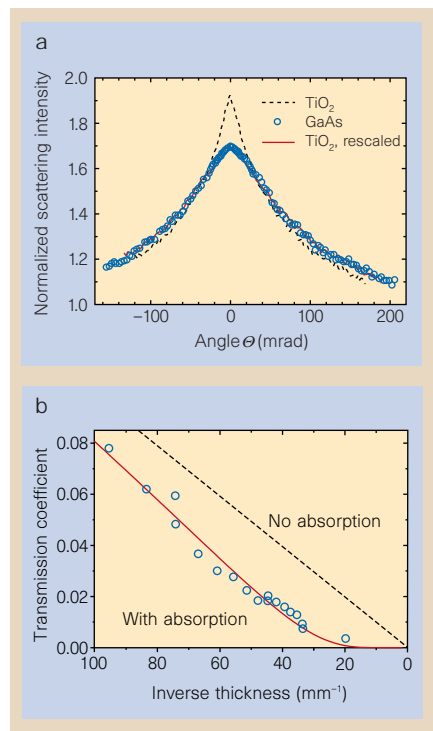 a
2.0
1.8
1.6
1.4
1.2
1.0
Normalized scattering intensity
TiO₂
GaAs
TiO₂, rescaled
−100 0 100 200
Angle Θ (mrad)
b
0.08
0.06
0.04
0.02
0.00
Transmission coefficient
No absorption
With absorption
100 80 60 40 20 0
Inverse thickness (mm⁻¹)